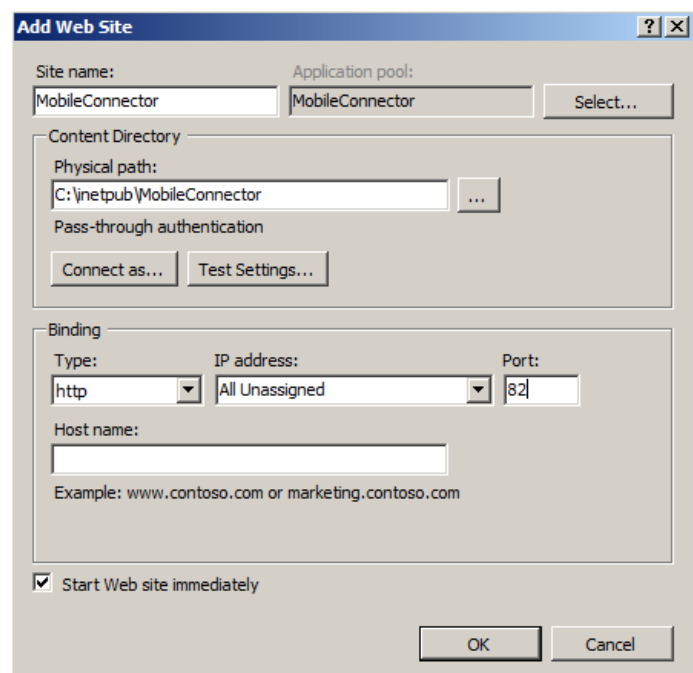 Add Web Site
Site name:
Application pool:
MobileConnector
MobileConnector
Select...
Content Directory
Physical path:
C:\inetpub\MobileConnector
...
Pass-through authentication
Connect as...
Test Settings...
Binding
Type:
IP address:
Port:
http
All Unassigned
82
Host name:
Example: www.contoso.com or marketing.contoso.com
Start Web site immediately
OK
Cancel